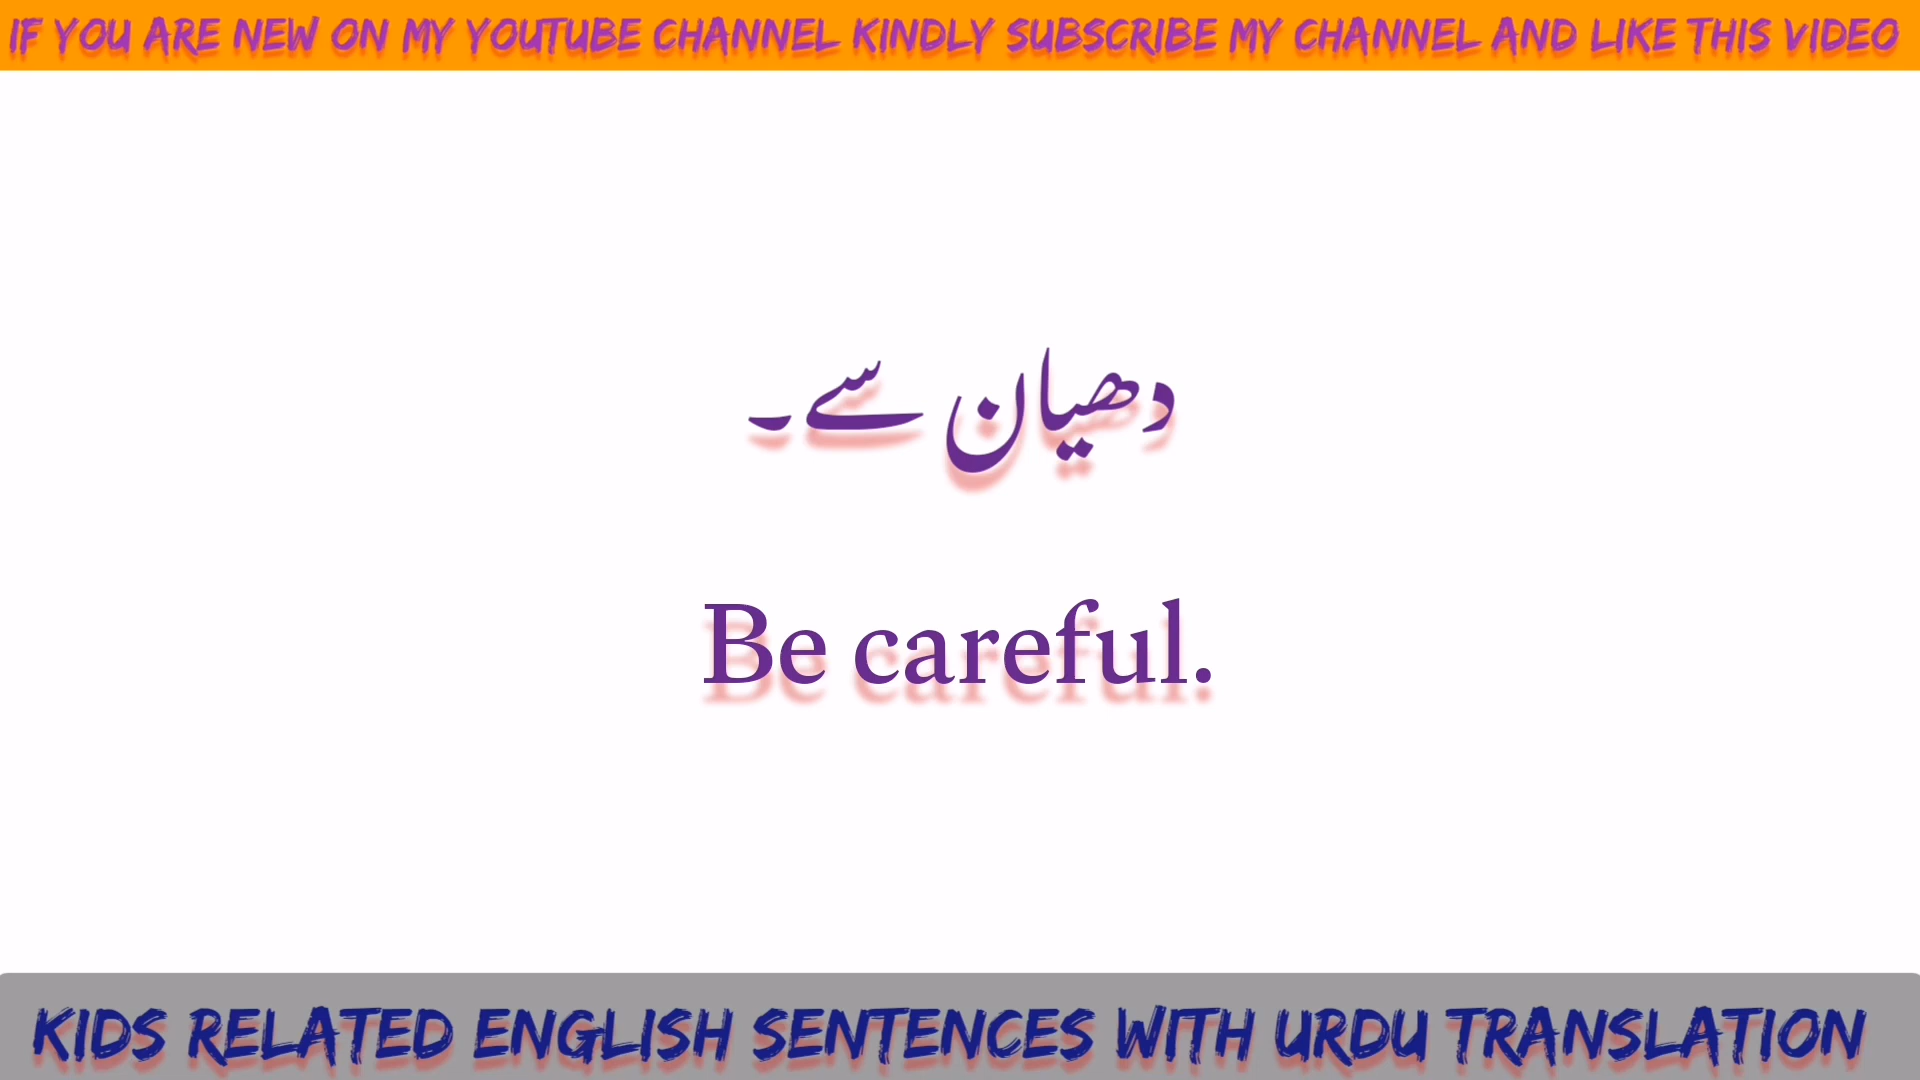 IF YOU ARE NEW ON MY YOUTUBE CHANNEL KINDLY SUBSCRIBE MY CHANNEL AND LIKE THIS VIDEO
دھیان سے۔
Be careful.
KIDS RELATED ENGLISH SENTENCES WITH URDU TRANSLATION